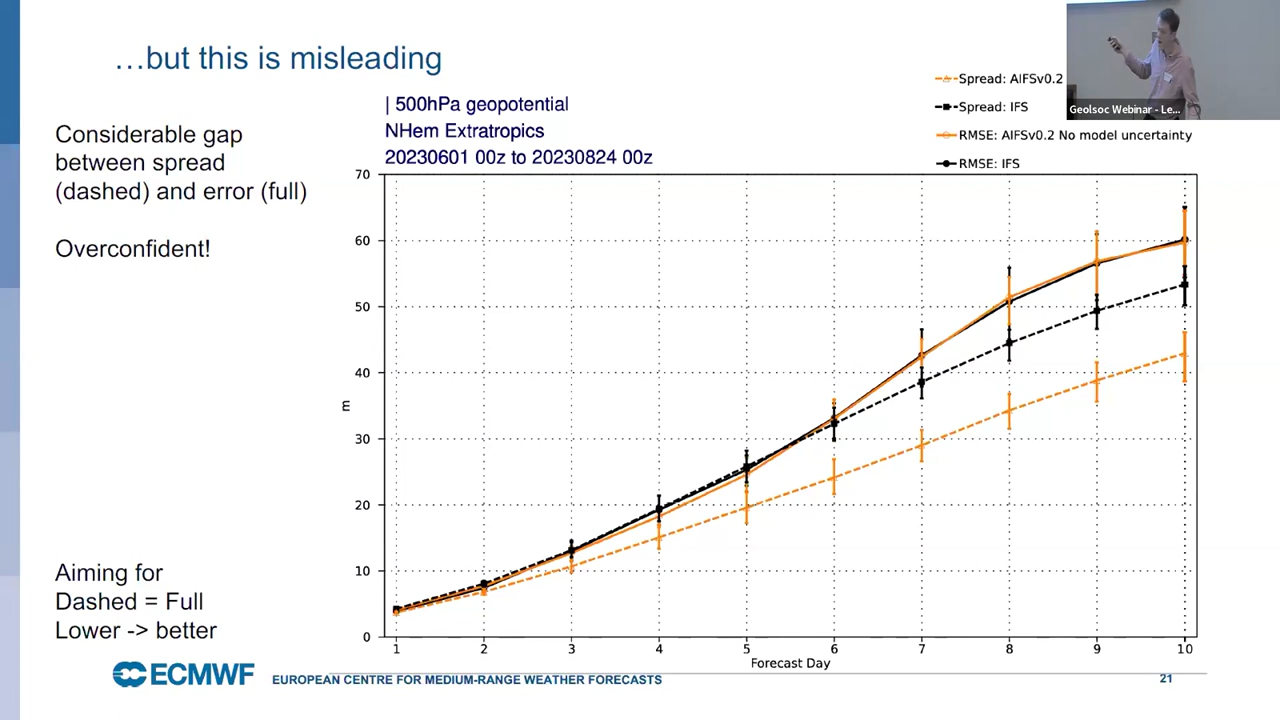 …but this is misleading
Considerable gap
between spread
(dashed) and error (full)
Overconfident!
Aiming for
Dashed = Full
Lower -> better
| 500hPa geopotential
NHem Extratropics
20230601 00z to 20230824 00z
Spread: AIFSv0.2
Spread: IFS
RMSE: AIFSv0.2 No model uncertainty
RMSE: IFS
Geolsoc Webinar - Le...
70
60
50
40
30
20
10
0
m
1 2 3 4 5 6 7 8 9 10
Forecast Day
ECMWF
EUROPEAN CENTRE FOR MEDIUM-RANGE WEATHER FORECASTS
21